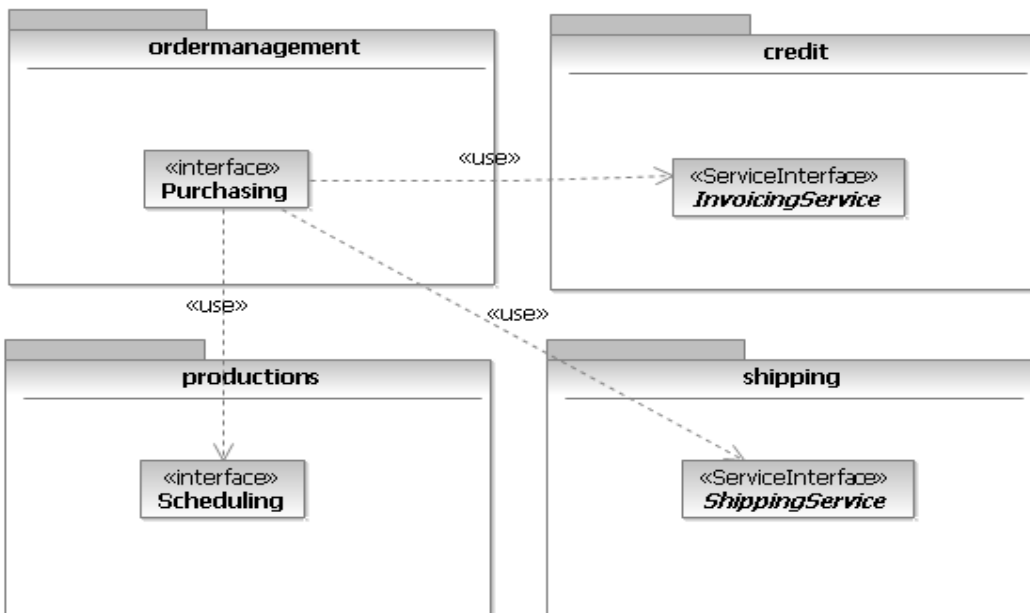 ordermanagement
credit
«interface»
Purchasing
«use»
«ServiceInterface»
InvoicingService
«use»
«use»
productions
shipping
«interface»
Scheduling
«ServiceInterface»
ShippingService